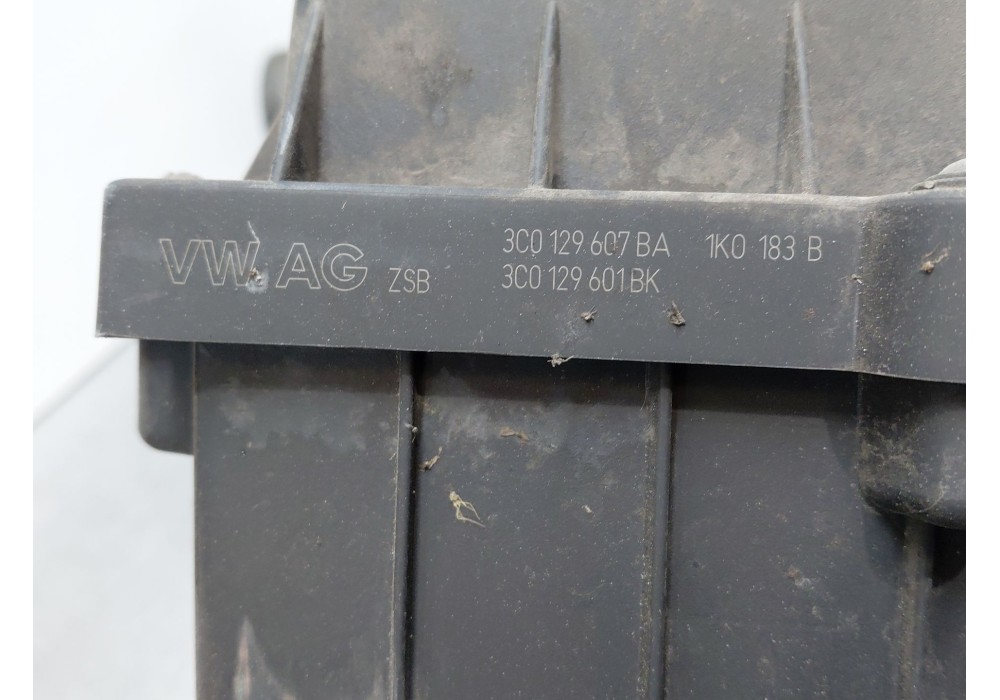 VW AG ZSB 3C0 129 607 BA 1K0 183 B
3C0 129 601 BK